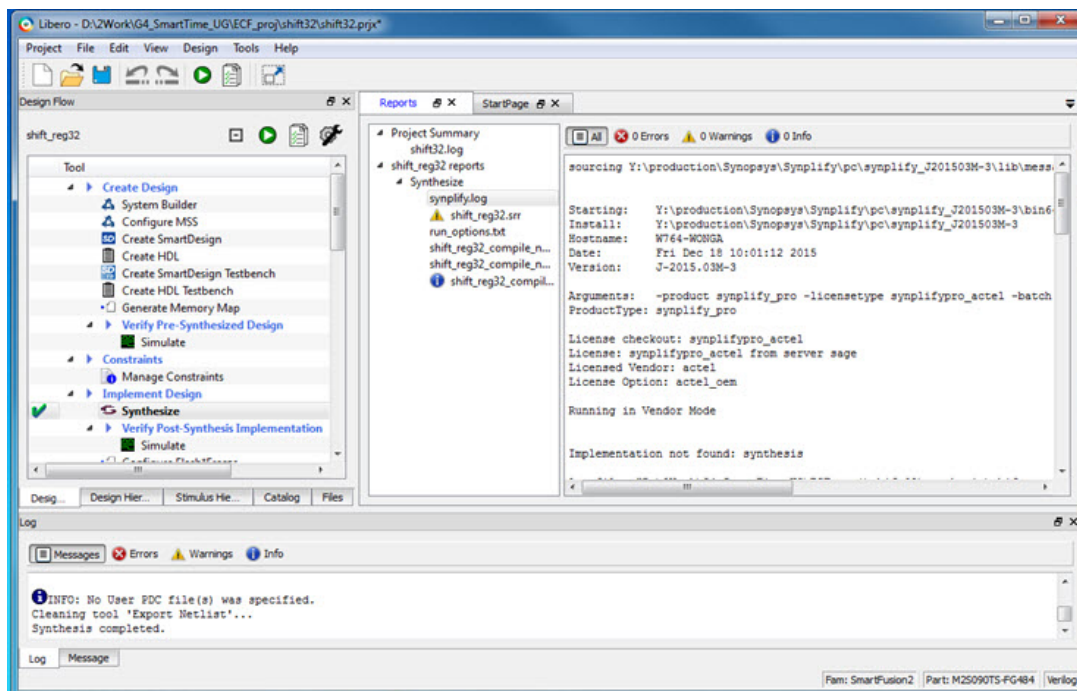 Libero - D:\2Work\G4_SmartTime_UG\ECF_proj\shift32\shift32.prjx*
Project File Edit View Design Tools Help
Design Flow
shift_reg32
Tool
Create Design
System Builder
Configure MSS
Create SmartDesign
Create HDL
Create SmartDesign Testbench
Create HDL Testbench
Generate Memory Map
Verify Pre-Synthesized Design
Simulate
Constraints
Manage Constraints
Implement Design
Synthesize
Verify Post-Synthesis Implementation
Simulate
Desig... Design Hier... Stimulus Hie... Catalog Files
Reports StartPage
Project Summary
shift32.log
shift_reg32 reports
Synthesize
synplify.log
shift_reg32.srr
run_options.txt
shift_reg32_compile_n...
shift_reg32_compile_n...
shift_reg32_compil...
All 0 Errors 0 Warnings 0 Info
sourcing Y:\production\Synopsys\Synplify\pc\synplify_J201503M-3\lib\mess
Starting: Y:\production\Synopsys\Synplify\pc\synplify_J201503M-3\bin6
Install: Y:\production\Synopsys\Synplify\pc\synplify_J201503M-3
Hostname: W764-WONGA
Date: Fri Dec 18 10:01:12 2015
Version: J-2015.03M-3
Arguments: -product synplify_pro -licensetype synplifypro_actel -batch
ProductType: synplify_pro
License checkout: synplifypro_actel
License: synplifypro_actel from server sage
Licensed Vendor: actel
License Option: actel_oem
Running in Vendor Mode
Implementation not found: synthesis
Log
Messages Errors Warnings Info
INFO: No User PDC file(s) was specified.
Cleaning tool 'Export Netlist'...
Synthesis completed.
Log Message
Fam: SmartFusion2 Part: M2S090TS-FG484 Verilog